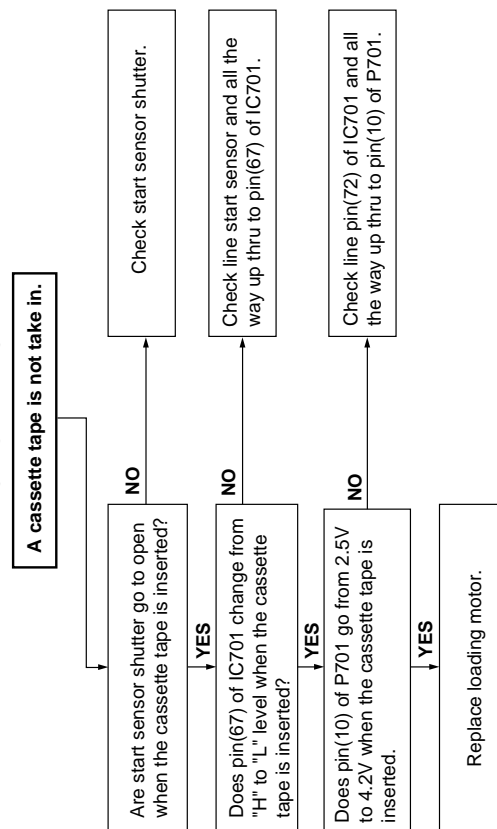 A cassette tape is not take in.
Are start sensor shutter go to open
when the cassette tape is inserted?
NO
Check start sensor shutter.
YES
Does pin(67) of IC701 change from
"H" to "L" level when the cassette
tape is inserted?
NO
Check line start sensor and all the
way up thru to pin(67) of IC701.
YES
Does pin(10) of P701 go from 2.5V
to 4.2V when the cassette tape is
inserted.
NO
Check line pin(72) of IC701 and all
the way up thru to pin(10) of P701.
YES
Replace loading motor.